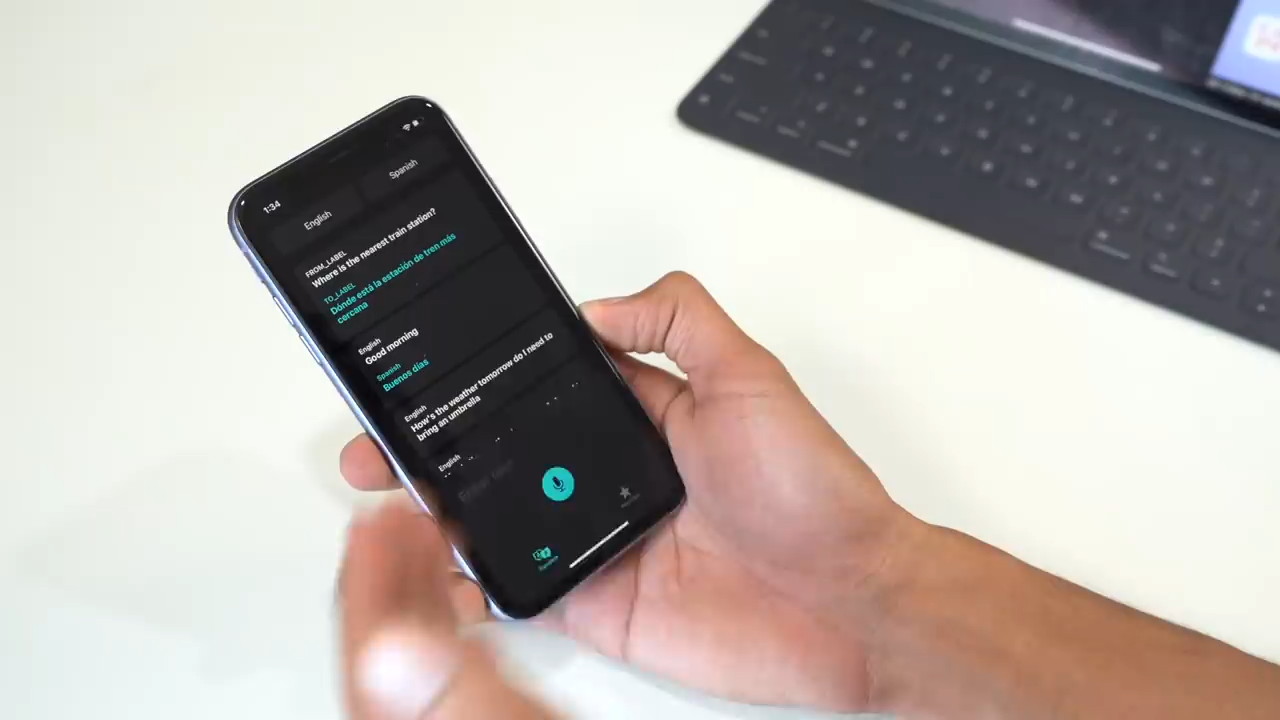 1:34
English
Spanish
FROM_LABEL
Where is the nearest train station?
TO_LABEL
Dónde está la estación de tren más
cercana
English
Good morning
Spanish
Buenos días
English
How's the weather tomorrow do I need to
bring an umbrella
English